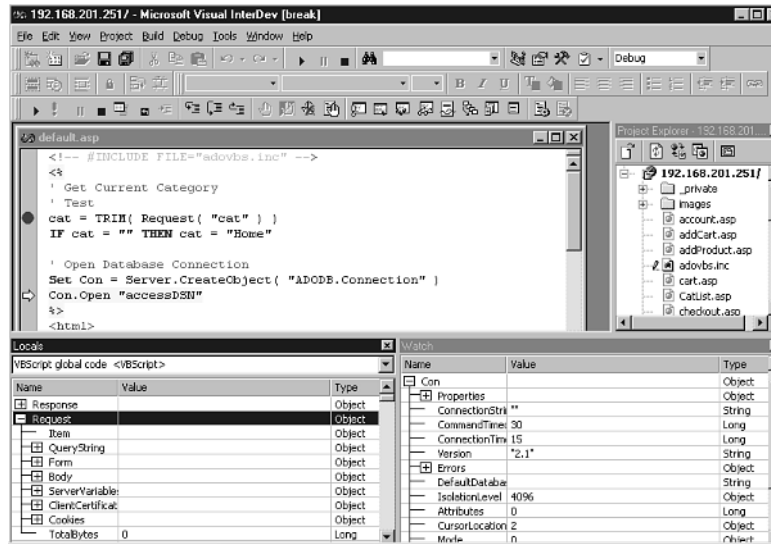 192.168.201.251/ - Microsoft Visual InterDev [break]
File Edit View Project Build Debug Tools Window Help
Debug
B I U
default.asp
<!-- #INCLUDE FILE="adovbs.inc" -->
<%
' Get Current Category
' Test
cat = TRIM( Request( "cat" ) )
IF cat = "" THEN cat = "Home"
' Open Database Connection
Set Con = Server.CreateObject( "ADODB.Connection" )
Con.Open "accessDSN"
%>
<html>
Project Explorer - 192.168.201....
192.168.201.251/
_private
images
account.asp
addCart.asp
addProduct.asp
adovbs.inc
cart.asp
CatList.asp
checkout.asp
Locals
VBScript global code <VBScript>
Name Value Type
Response Object
Request Object
Item Object
QueryString Object
Form Object
Body Object
ServerVariable: Object
ClientCertificat Object
Cookies Object
TotalBytes 0 Long
Watch
Name Value Type
Con Object
Properties Object
ConnectionStri "" String
CommandTimeo 30 Long
ConnectionTim 15 Long
Version "2.1" String
Errors Object
DefaultDatabas String
IsolationLevel 4096 Object
Attributes 0 Long
CursorLocation 2 Object
Mode 0 Object